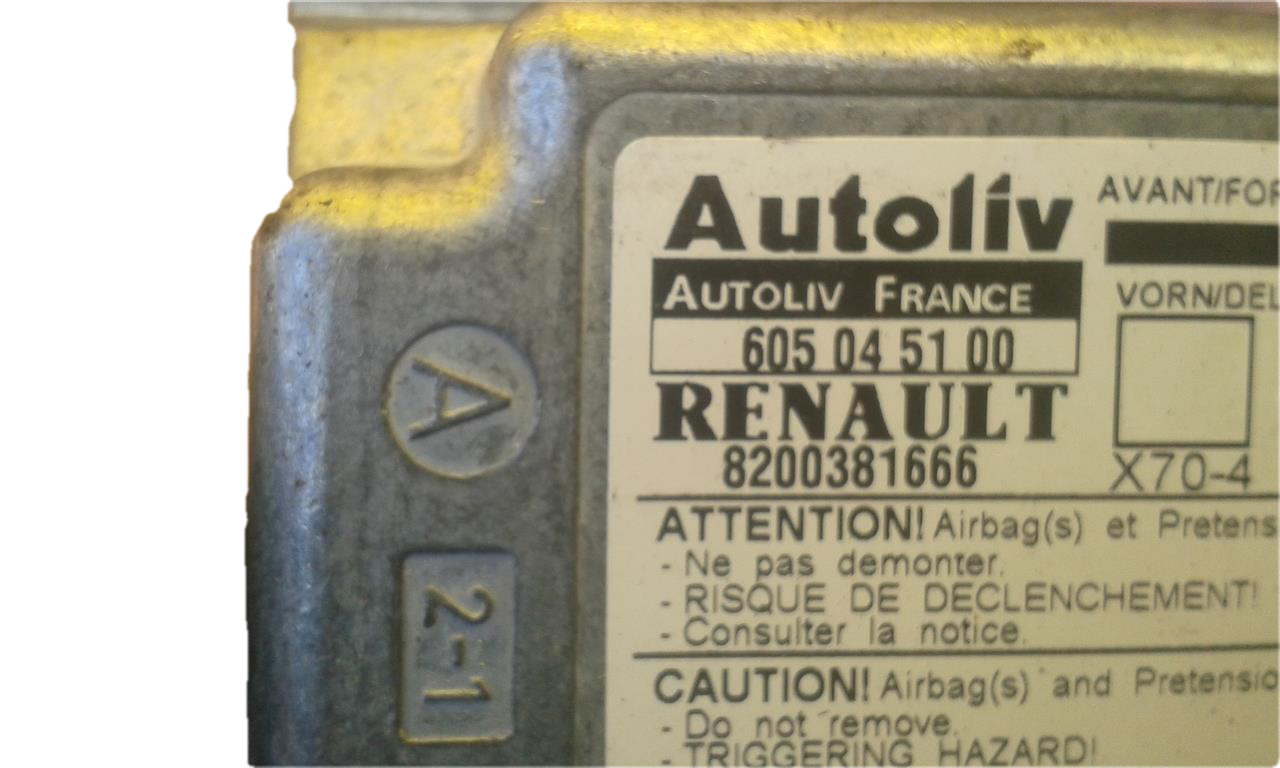 Autoliv
AUTOLIV FRANCE
605 04 51 00
RENAULT
8200381666
AVANT/FOR
VORN/DEL
X70-4
ATTENTION! Airbag(s) et Pretens
- Ne pas demonter.
- RISQUE DE DECLENCHEMENT!
- Consulter la notice.
CAUTION! Airbag(s) and Pretensio
- Do not remove.
- TRIGGERING HAZARD!
A
2-1